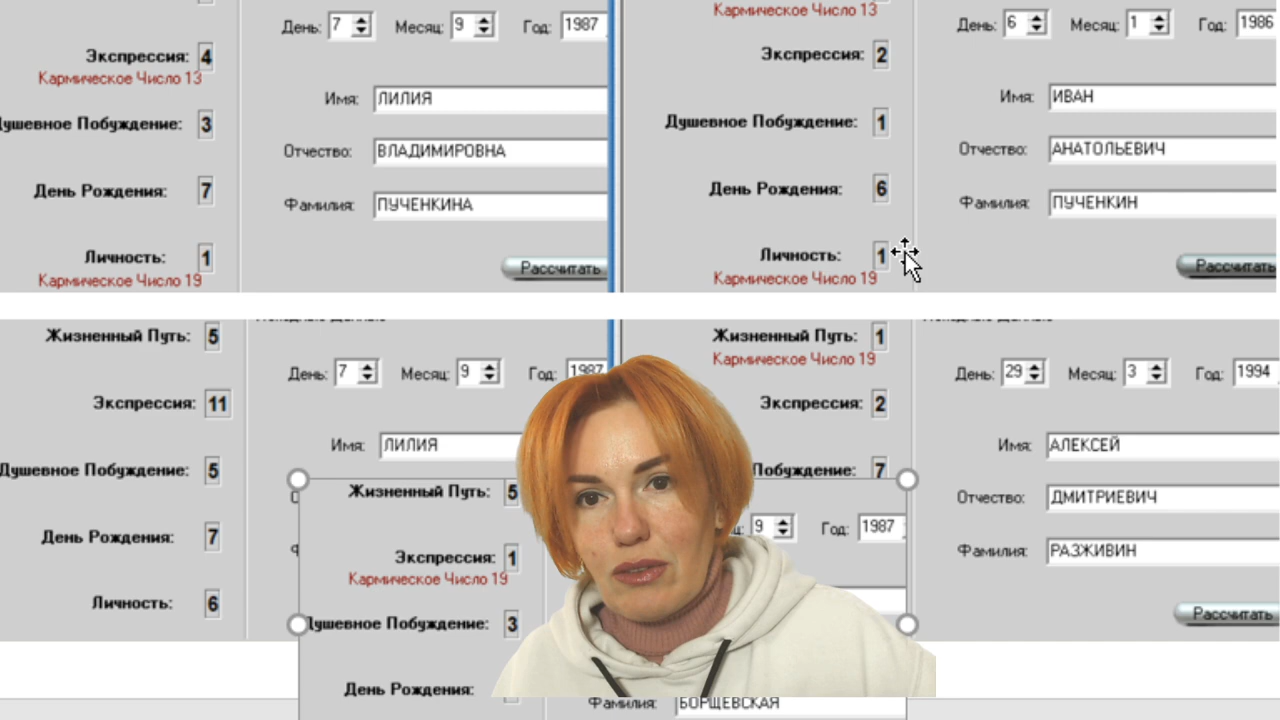 День: 7 Месяц: 9 Год: 1987
Экспрессия: 4
Кармическое Число 13
Имя: ЛИЛИЯ
Душевное Побуждение: 3
Отчество: ВЛАДИМИРОВНА
День Рождения: 7
Фамилия: ПУЧЕНКИНА
Личность: 1
Кармическое Число 19
Рассчитать
Кармическое Число 13
День: 6 Месяц: 1 Год: 1986
Экспрессия: 2
Имя: ИВАН
Душевное Побуждение: 1
Отчество: АНАТОЛЬЕВИЧ
День Рождения: 6
Фамилия: ПУЧЕНКИН
Личность: 1
Кармическое Число 19
Рассчитать
Жизненный Путь: 5
День: 7 Месяц: 9 Год: 1987
Экспрессия: 11
Имя: ЛИЛИЯ
Душевное Побуждение: 5
День Рождения: 7
Личность: 6
Жизненный Путь: 1
Кармическое Число 19
День: 29 Месяц: 3 Год: 1994
Экспрессия: 2
Имя: АЛЕКСЕЙ
Побуждение: 7
Отчество: ДМИТРИЕВИЧ
Фамилия: РАЗЖИВИН
Рассчитать
Жизненный Путь: 5
9 Год: 1987
Экспрессия: 1
Кармическое Число 19
Душевное Побуждение: 3
День Рождения:
Фамилия: БОРЩЕВСКАЯ